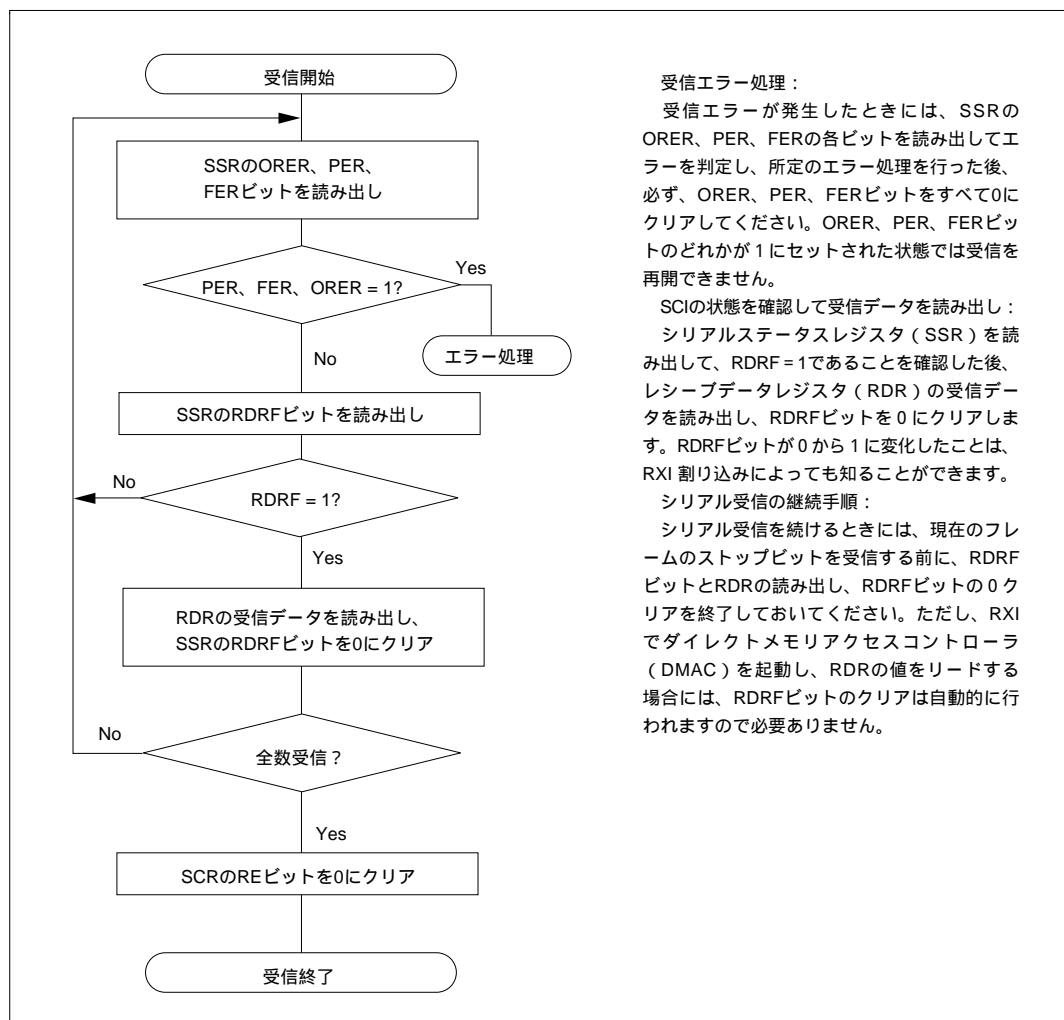 受信開始
SSRのORER、PER、
FERビットを読み出し
PER、FER、ORER = 1?
Yes
エラー処理
No
SSRのRDRFビットを読み出し
No
RDRF = 1?
Yes
RDRの受信データを読み出し、
SSRのRDRFビットを0にクリア
No
全数受信？
Yes
SCRのREビットを0にクリア
受信終了
受信エラー処理：
受信エラーが発生したときには、SSRの
ORER、PER、FERの各ビットを読み出してエ
ラーを判定し、所定のエラー処理を行った後、
必ず、ORER、PER、FERビットをすべて0に
クリアしてください。ORER、PER、FERビッ
トのどれかが 1 にセットされた状態では受信を
再開できません。
SCIの状態を確認して受信データを読み出し：
シリアルステータスレジスタ（SSR）を読
み出して、RDRF = 1であることを確認した後、
レシーブデータレジスタ（RDR）の受信デー
タを読み出し、RDRFビットを 0 にクリアしま
す。RDRFビットが 0 から 1 に変化したことは、
RXI 割り込みによっても知ることができます。
シリアル受信の継続手順：
シリアル受信を続けるときには、現在のフレ
ームのストップビットを受信する前に、RDRF
ビットとRDRの読み出し、RDRFビットの 0 ク
リアを終了しておいてください。ただし、RXI
でダイレクトメモリアクセスコントローラ
（DMAC）を起動し、RDRの値をリードする
場合には、RDRFビットのクリアは自動的に行
われますので必要ありません。